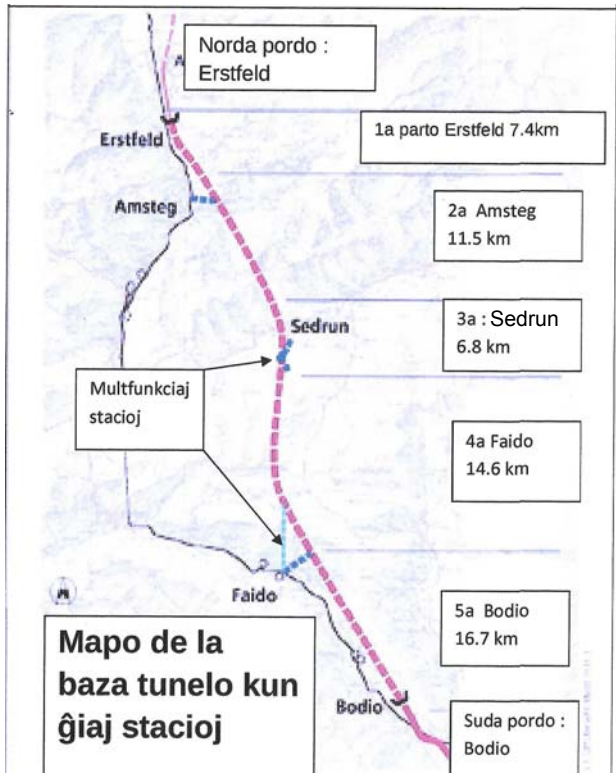 Norda pordo :
Erstfeld
1a parto Erstfeld 7.4km
Erstfeld
Amsteg
2a Amsteg
11.5 km
Sedrun
3a : Sedrun
6.8 km
Multfunkciaj
stacioj
4a Faido
14.6 km
Faido
5a Bodio
16.7 km
Mapo de la
baza tunelo kun
ĝiaj stacioj
Bodio
Suda pordo :
Bodio